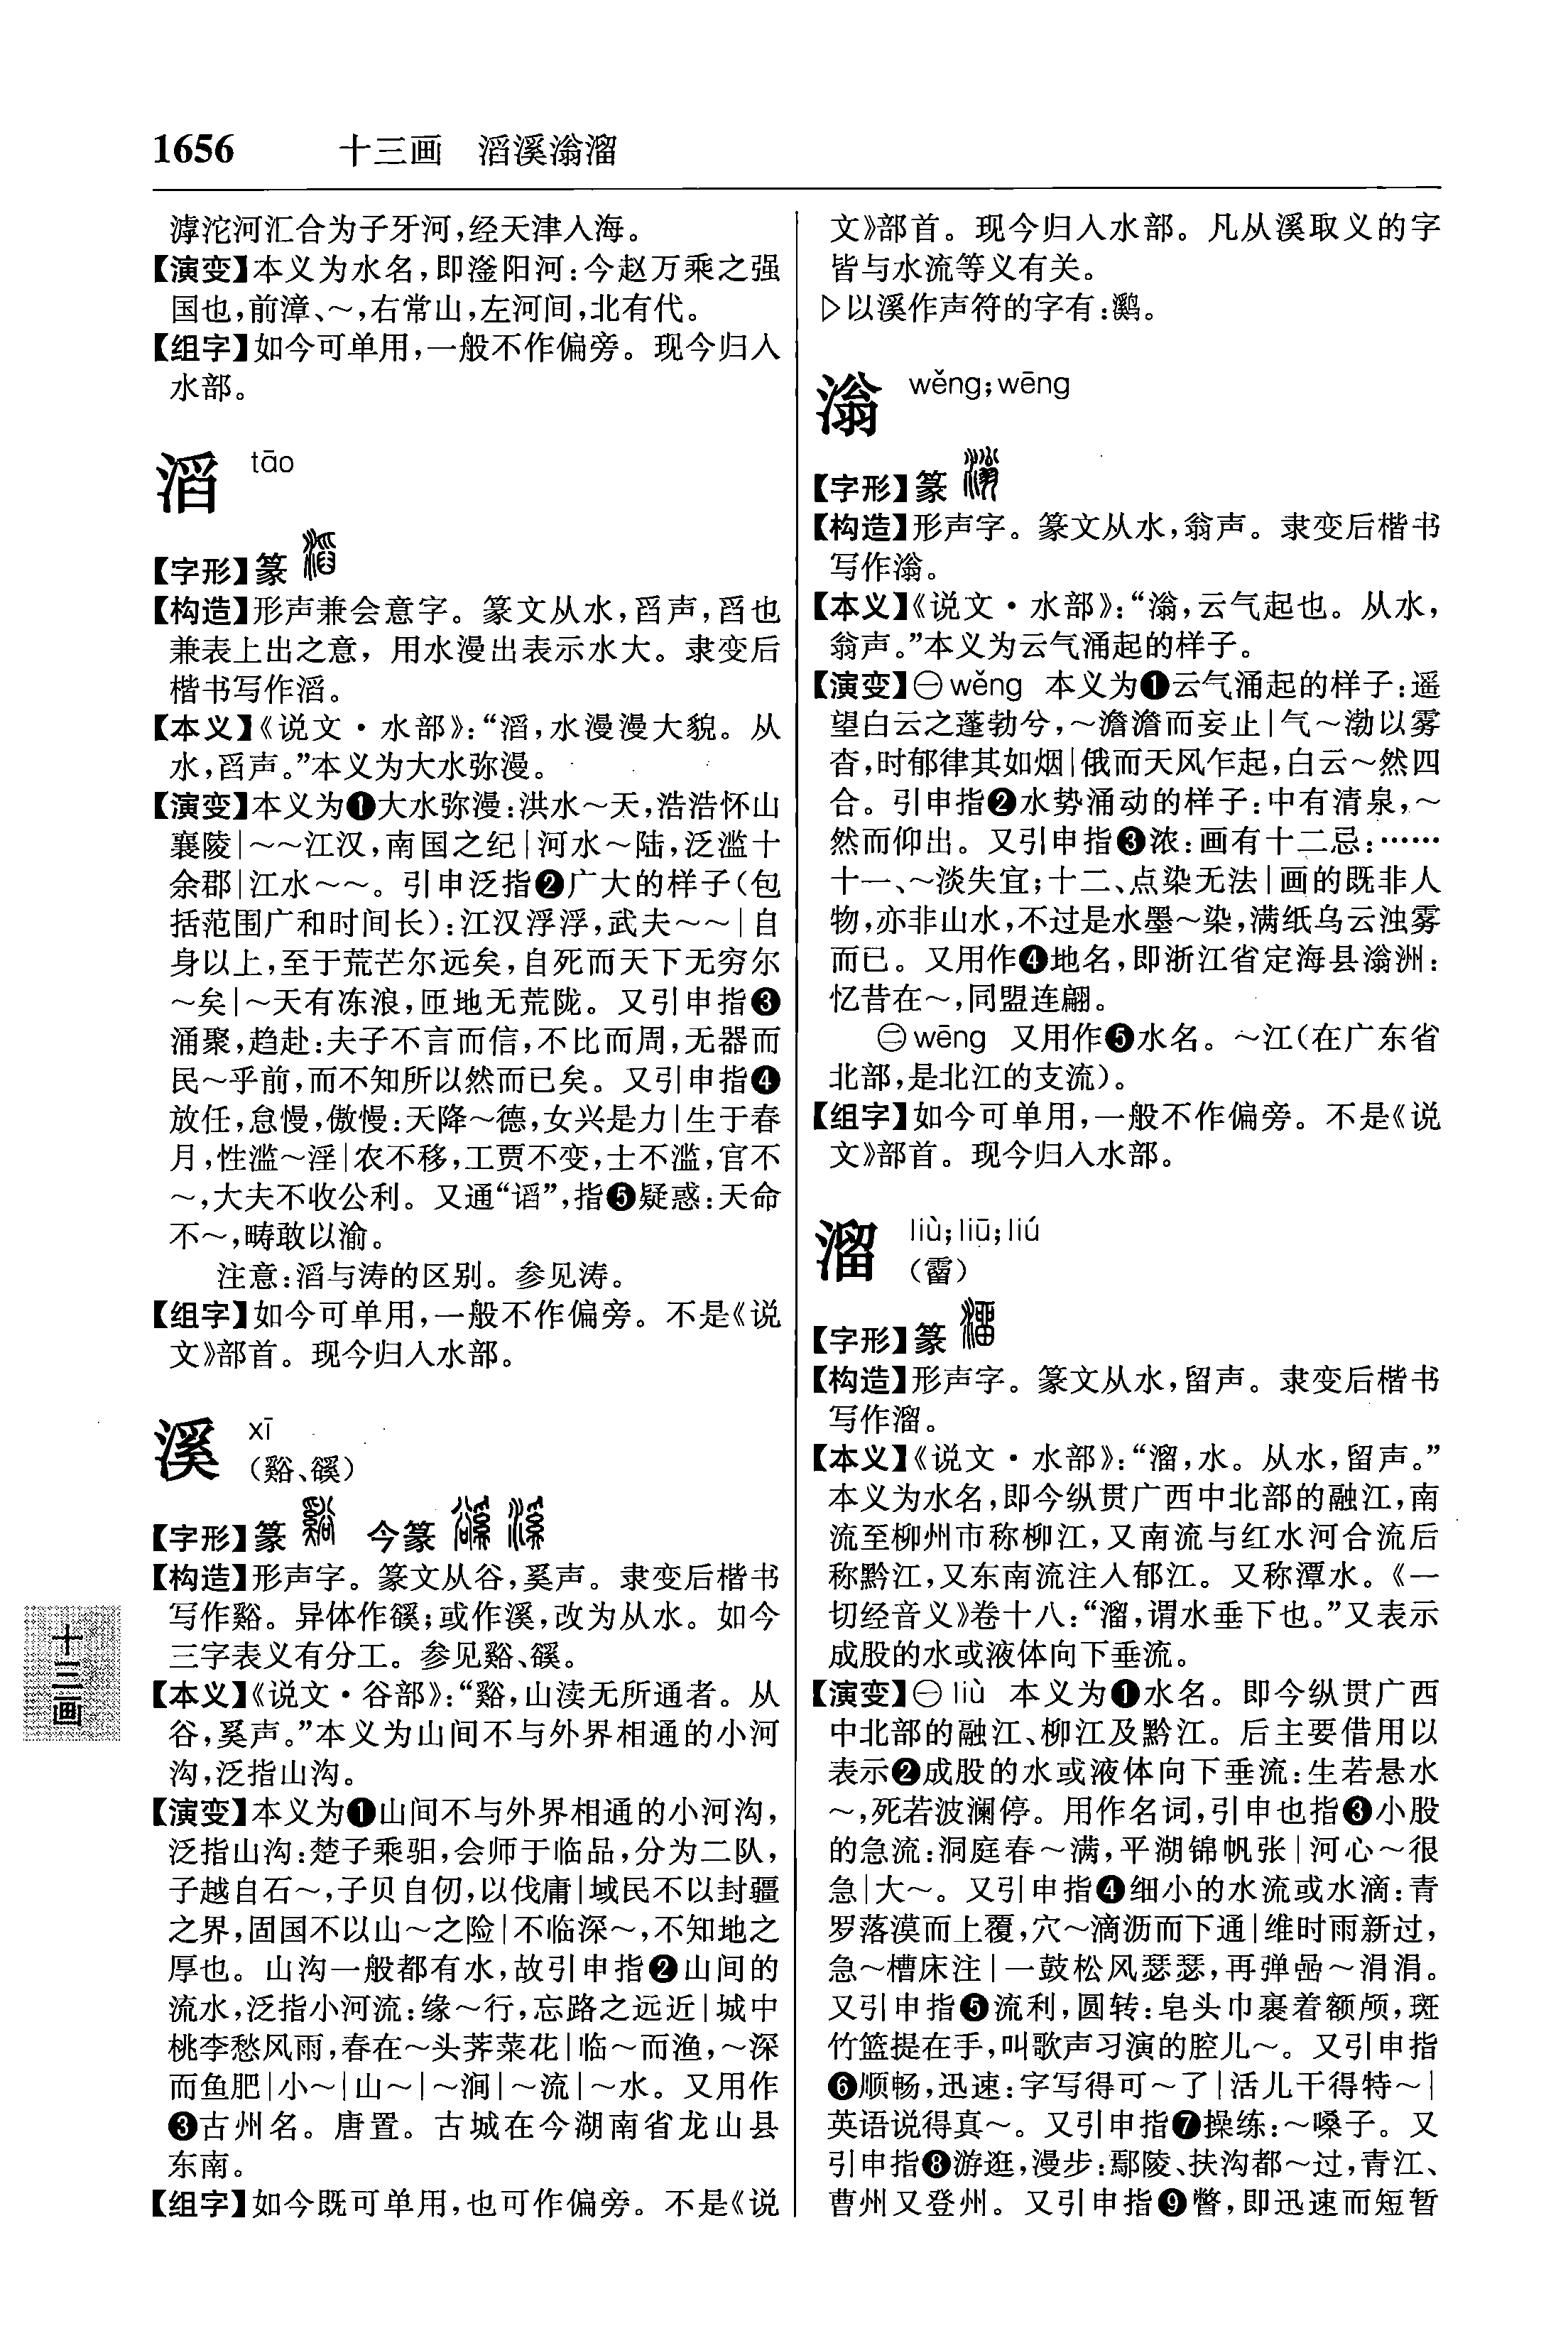 1656 十三画 滔溪滃溜
滹沱河汇合为子牙河,经天津入海。
【演变】本义为水名,即滏阳河:今赵万乘之强
国也,前漳、～,右常山,左河间,北有代。
【组字】如今可单用,一般不作偏旁。现今归入
水部。
滔 tāo
【字形】篆
【构造】形声兼会意字。篆文从水,舀声,舀也
兼表上出之意，用水漫出表示水大。隶变后
楷书写作滔。
【本义】《说文·水部》:“滔,水漫漫大貌。从
水,舀声。”本义为大水弥漫。
【演变】本义为❶大水弥漫:洪水～天,浩浩怀山
襄陵|～～江汉,南国之纪|河水～陆,泛滥十
余郡|江水～～。引申泛指❷广大的样子(包
括范围广和时间长):江汉浮浮,武夫～～|自
身以上,至于荒芒尔远矣,自死而天下无穷尔
～矣|～天有冻浪,匝地无荒陇。又引申指❸
涌聚,趋赴:夫子不言而信,不比而周,无器而
民～乎前,而不知所以然而已矣。又引申指❹
放任,怠慢,傲慢:天降～德,女兴是力|生于春
月,性滥～淫|农不移,工贾不变,士不滥,官不
～,大夫不收公利。又通“谄”,指❺疑惑:天命
不～,畴敢以渝。
注意:滔与涛的区别。参见涛。
【组字】如今可单用,一般不作偏旁。不是《说
文》部首。现今归入水部。
溪 xī
(谿、磎)
【字形】篆 今篆
【构造】形声字。篆文从谷,奚声。隶变后楷书
写作谿。异体作磎;或作溪,改为从水。如今
三字表义有分工。参见谿、磎。
【本义】《说文·谷部》:“谿,山渎无所通者。从
谷,奚声。”本义为山间不与外界相通的小河
沟,泛指山沟。
【演变】本义为❶山间不与外界相通的小河沟,
泛指山沟:楚子乘驲,会师于临品,分为二队,
子越自石～,子贝自仞,以伐庸|域民不以封疆
之界,固国不以山～之险|不临深～,不知地之
厚也。山沟一般都有水,故引申指❷山间的
流水,泛指小河流:缘～行,忘路之远近|城中
桃李愁风雨,春在～头荠菜花|临～而渔,～深
而鱼肥|小～|山～|～涧|～流|～水。又用作
❸古州名。唐置。古城在今湖南省龙山县
东南。
【组字】如今既可单用,也可作偏旁。不是《说
文》部首。现今归入水部。凡从溪取义的字
皆与水流等义有关。
▷以溪作声符的字有:鸂。
滃 wěng;wēng
【字形】篆
【构造】形声字。篆文从水,翁声。隶变后楷书
写作滃。
【本义】《说文·水部》:“滃,云气起也。从水,
翁声。”本义为云气涌起的样子。
【演变】㊀wěng 本义为❶云气涌起的样子:遥
望白云之蓬勃兮,～澹澹而妄止|气～渤以雾
杳,时郁律其如烟|俄而天风乍起,白云～然四
合。引申指❷水势涌动的样子:中有清泉,～
然而仰出。又引申指❸浓:画有十二忌:……
十一、～淡失宜;十二、点染无法|画的既非人
物,亦非山水,不过是水墨～染,满纸乌云浊雾
而已。又用作❹地名,即浙江省定海县滃洲:
忆昔在～,同盟连翩。
㊁wēng 又用作❺水名。～江(在广东省
北部,是北江的支流)。
【组字】如今可单用,一般不作偏旁。不是《说
文》部首。现今归入水部。
溜 liù;liū;liú
(霤)
【字形】篆
【构造】形声字。篆文从水,留声。隶变后楷书
写作溜。
【本义】《说文·水部》:“溜,水。从水,留声。”
本义为水名,即今纵贯广西中北部的融江,南
流至柳州市称柳江,又南流与红水河合流后
称黔江,又东南流注入郁江。又称潭水。《一
切经音义》卷十八:“溜,谓水垂下也。”又表示
成股的水或液体向下垂流。
【演变】㊀liù 本义为❶水名。即今纵贯广西
中北部的融江、柳江及黔江。后主要借用以
表示❷成股的水或液体向下垂流:生若悬水
～,死若波澜停。用作名词,引申也指❸小股
的急流:洞庭春～满,平湖锦帆张|河心～很
急|大～。又引申指❹细小的水流或水滴:青
罗落漠而上覆,穴～滴沥而下通|维时雨新过,
急～槽床注|一鼓松风瑟瑟,再弹嵒～涓涓。
又引申指❺流利,圆转:皂头巾裹着额颅,斑
竹篮提在手,叫歌声习演的腔儿～。又引申指
❻顺畅,迅速:字写得可～了|活儿干得特～|
英语说得真～。又引申指❼操练:～嗓子。又
引申指❽游逛,漫步:鄢陵、扶沟都～过,青江、
曹州又登州。又引申指❾瞥,即迅速而短暂
十三画